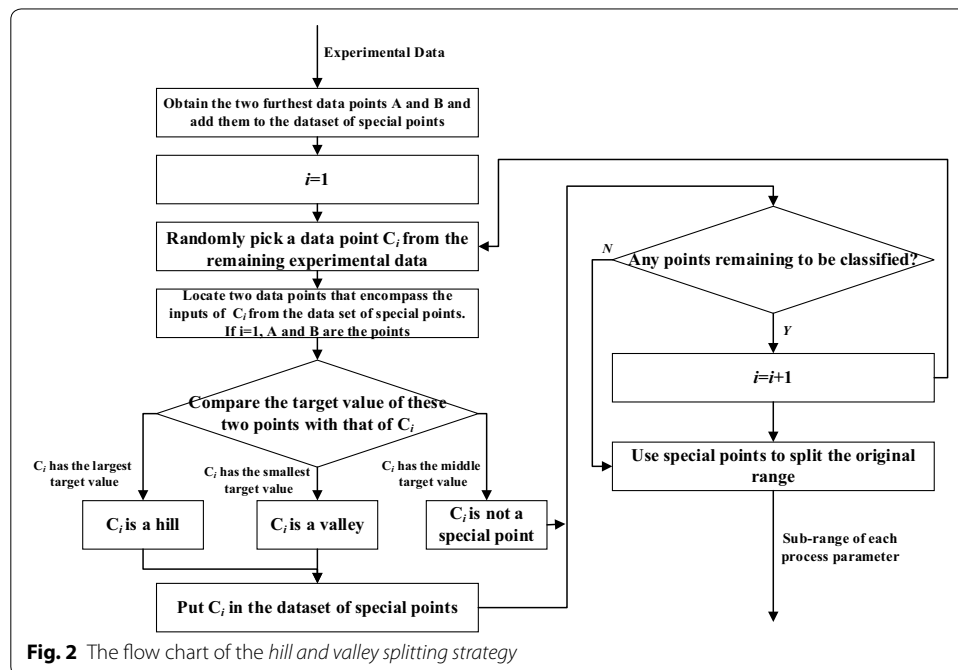 Experimental Data
Obtain the two furthest data points A and B and
add them to the dataset of special points
i=1
Randomly pick a data point Ci from the
remaining experimental data
Locate two data points that encompass the
inputs of Ci from the data set of special points.
If i=1, A and B are the points
Compare the target value of these
two points with that of Ci
Ci has the largest
target value
Ci has the smallest
target value
Ci has the middle
target value
Ci is a hill
Ci is a valley
Ci is not a
special point
Put Ci in the dataset of special points
N
Any points remaining to be classified?
Y
i=i+1
Use special points to split the original
range
Sub-range of each
process parameter
Fig. 2 The flow chart of the hill and valley splitting strategy